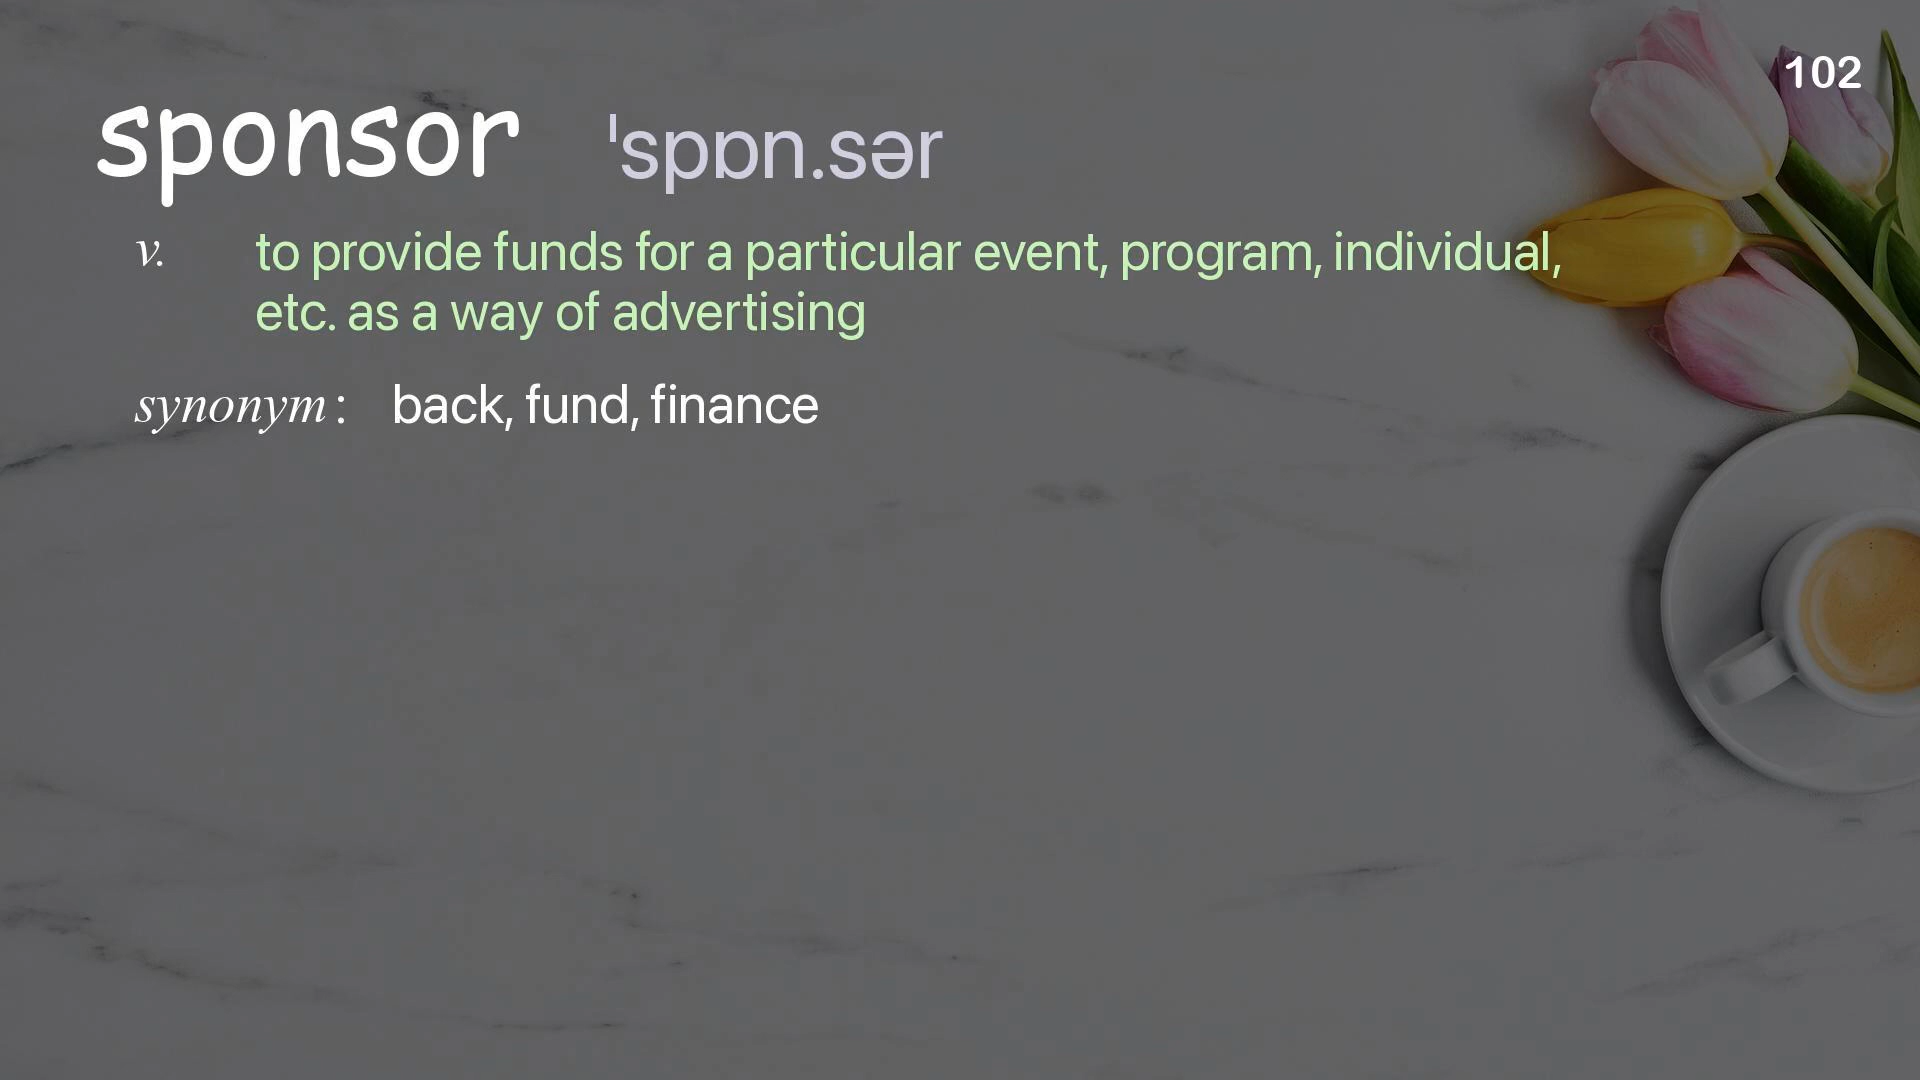 102
sponsor ˈspɒn.sər
v. to provide funds for a particular event, program, individual,
etc. as a way of advertising
synonym: back, fund, finance